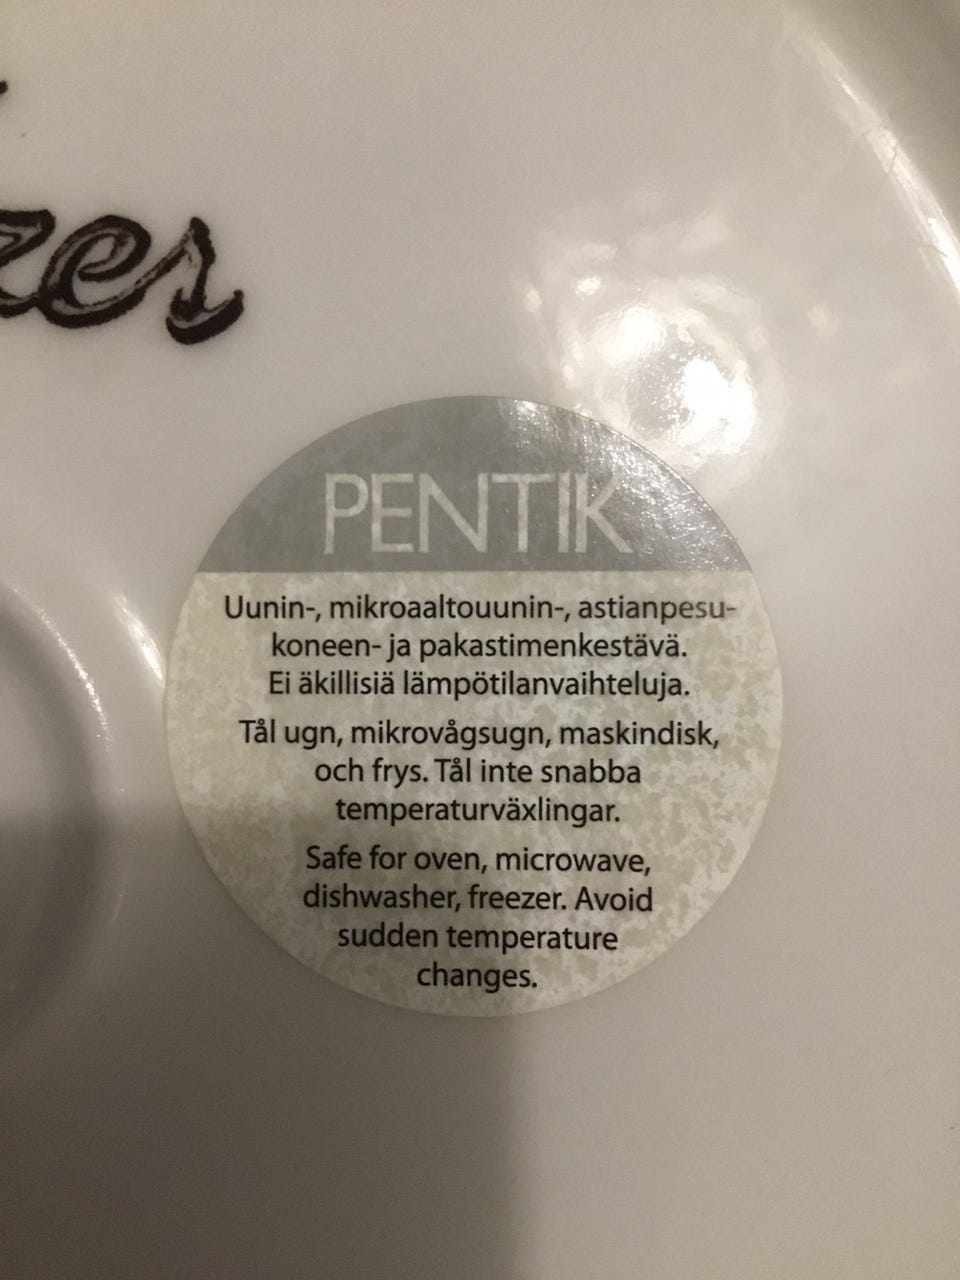 PENTIK
Uunin-, mikroaaltouunin-, astianpesu-
koneen- ja pakastimenkestävä.
Ei äkillisiä lämpötilanvaihteluja.
Tål ugn, mikrovågsugn, maskindisk,
och frys. Tål inte snabba
temperaturväxlingar.
Safe for oven, microwave,
dishwasher, freezer. Avoid
sudden temperature
changes.